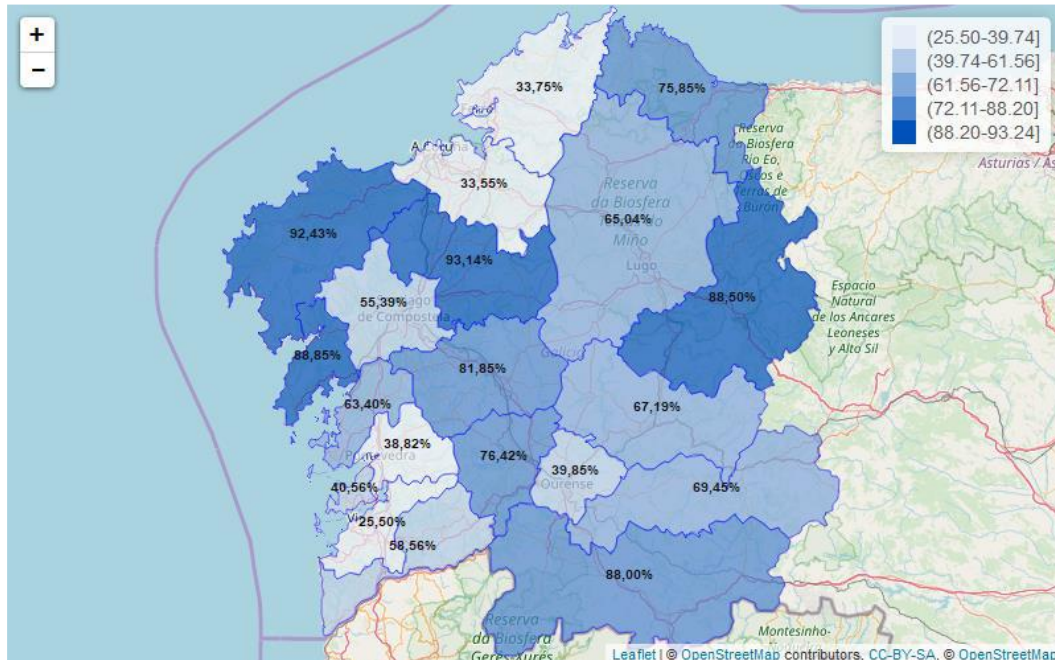 +
−
(25.50-39.74]
(39.74-61.56]
(61.56-72.11]
(72.11-88.20]
(88.20-93.24]
33,75%
75,85%
Reserva
da Biosfera
Río Eo,
Oscos e
Terras de
Burón
Asturias / As
A Coruña
33,55%
Reserva
da Biosfera
65,04%
Miño
Lugo
92,43%
93,14%
88,50%
Espacio
Natural
de los Ancares
Leoneses
y Alto Sil
55,39%
de Compostela
88,85%
81,85%
63,40%
67,19%
38,82%
Pontevedra
76,42%
39,85%
Ourense
40,56%
69,45%
25,50%
58,56%
88,00%
Reserva
da Biosfera
Gerês-Xurés
Montesinho-
Leaflet | © OpenStreetMap contributors, CC-BY-SA, © OpenStreetMap